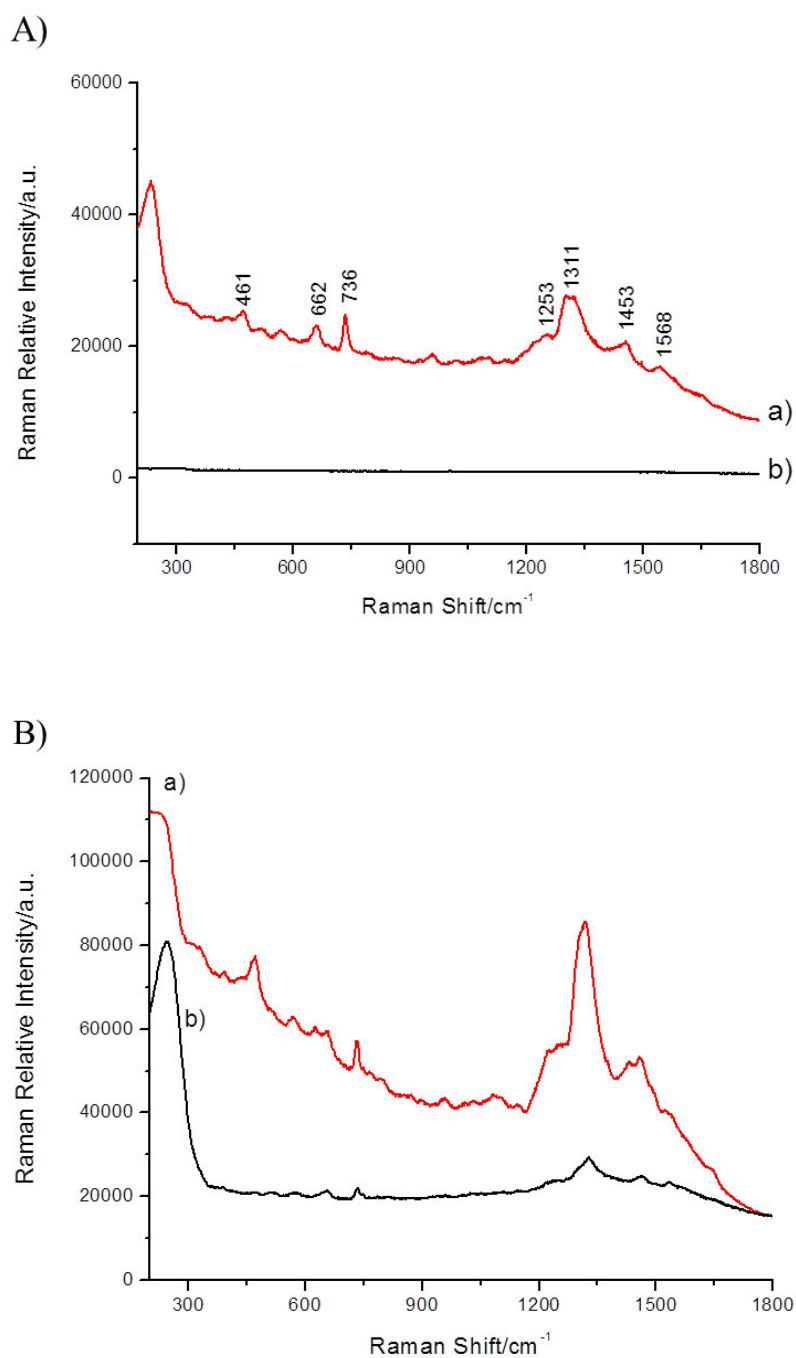 A)
60000
40000
20000
0
Raman Relative Intensity/a.u.
461
662
736
1253
1311
1453
1568
a)
b)
300 600 900 1200 1500 1800
Raman Shift/cm⁻¹
B)
120000
100000
80000
60000
40000
20000
0
Raman Relative Intensity/a.u.
a)
b)
300 600 900 1200 1500 1800
Raman Shift/cm⁻¹